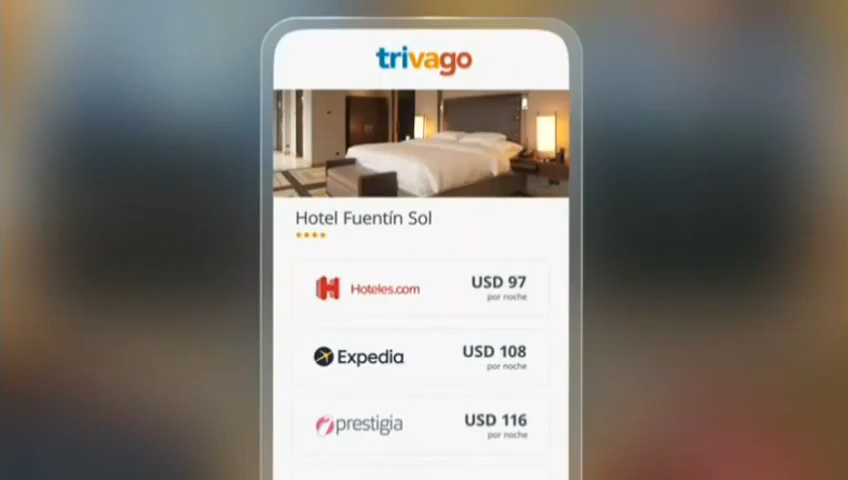 trivago
Hotel Fuentín Sol
Hoteles.com
USD 97
por noche
Expedia
USD 108
por noche
prestigia
USD 116
por noche